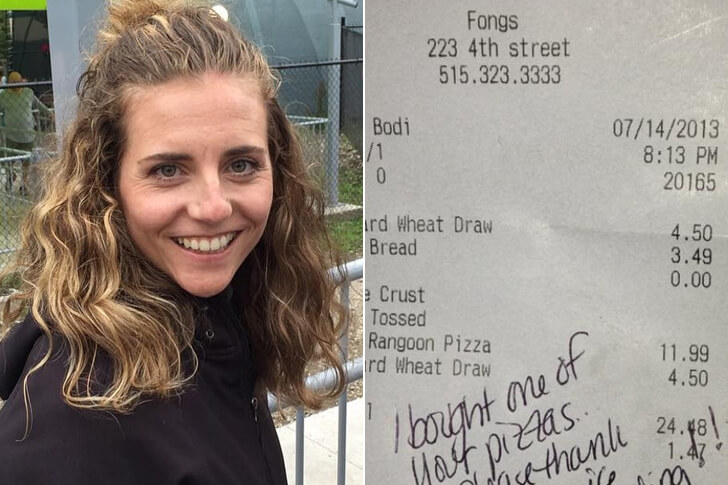 Fongs
223 4th street
515.323.3333
Bodi 07/14/2013
/1 8:13 PM
0 20165
rd Wheat Draw 4.50
Bread 3.49
0.00
e Crust
Tossed
Rangoon Pizza 11.99
rd Wheat Draw 4.50
1 24.48
1.47
I bought one of
your pizzas..
thank